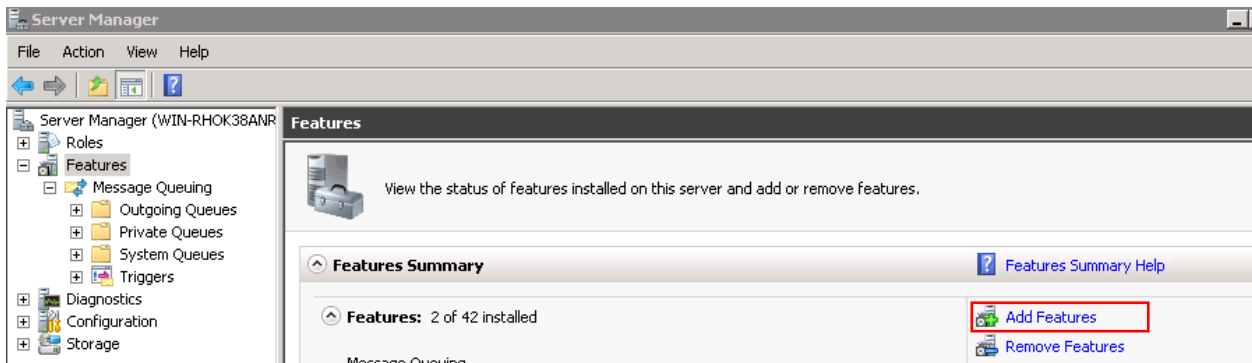 Server Manager
File Action View Help
Server Manager (WIN-RHOK38ANR
Roles
Features
Message Queuing
Outgoing Queues
Private Queues
System Queues
Triggers
Diagnostics
Configuration
Storage
Features
View the status of features installed on this server and add or remove features.
Features Summary
Features Summary Help
Features: 2 of 42 installed
Add Features
Remove Features
Message Queuing